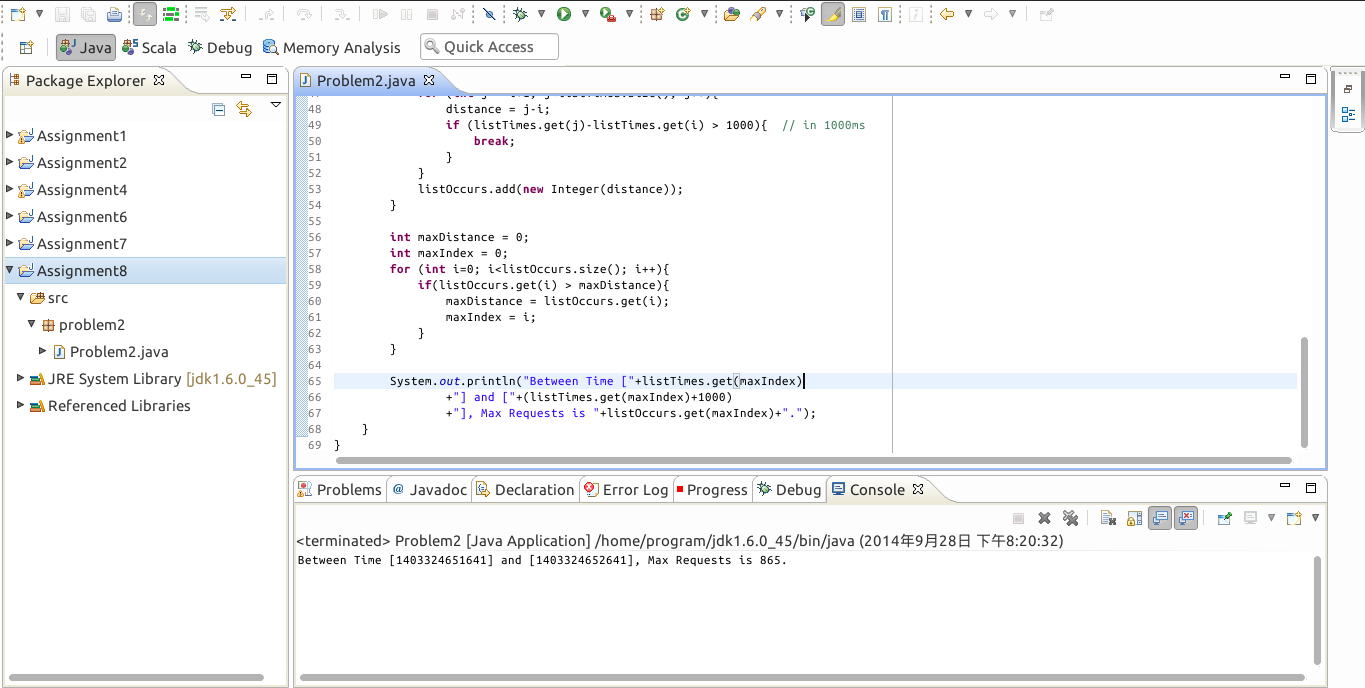 Java
Scala
Debug
Memory Analysis
Quick Access
Package Explorer
Assignment1
Assignment2
Assignment4
Assignment6
Assignment7
Assignment8
src
problem2
Problem2.java
JRE System Library [jdk1.6.0_45]
Referenced Libraries
Problem2.java
48 distance = j-i;
49 if (listTimes.get(j)-listTimes.get(i) > 1000){ // in 1000ms
50 break;
51 }
52 }
53 listOccurs.add(new Integer(distance));
54 }
55
56 int maxDistance = 0;
57 int maxIndex = 0;
58 for (int i=0; i<listOccurs.size(); i++){
59 if(listOccurs.get(i) > maxDistance){
60 maxDistance = listOccurs.get(i);
61 maxIndex = i;
62 }
63 }
64
65 System.out.println("Between Time ["+listTimes.get(maxIndex)
66 +"] and ["+(listTimes.get(maxIndex)+1000)
67 +"], Max Requests is "+listOccurs.get(maxIndex)+".");
68 }
69 }
Problems
@ Javadoc
Declaration
Error Log
Progress
Debug
Console
<terminated> Problem2 [Java Application] /home/program/jdk1.6.0_45/bin/java (2014年9月28日 下午8:20:32)
Between Time [1403324651641] and [1403324652641], Max Requests is 865.